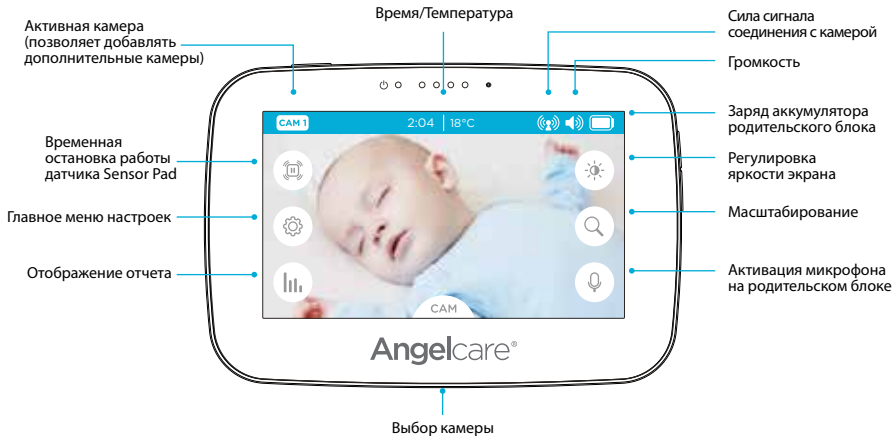 Активная камера
(позволяет добавлять
дополнительные камеры)
Время/Температура
Сила сигнала
соединения с камерой
Громкость
Заряд аккумулятора
родительского блока
Временная
остановка работы
датчика Sensor Pad
Регулировка
яркости экрана
Главное меню настроек
Масштабирование
Отображение отчета
Активация микрофона
на родительском блоке
CAM 1
2:04 | 18°C
CAM
Angelcare®
Выбор камеры